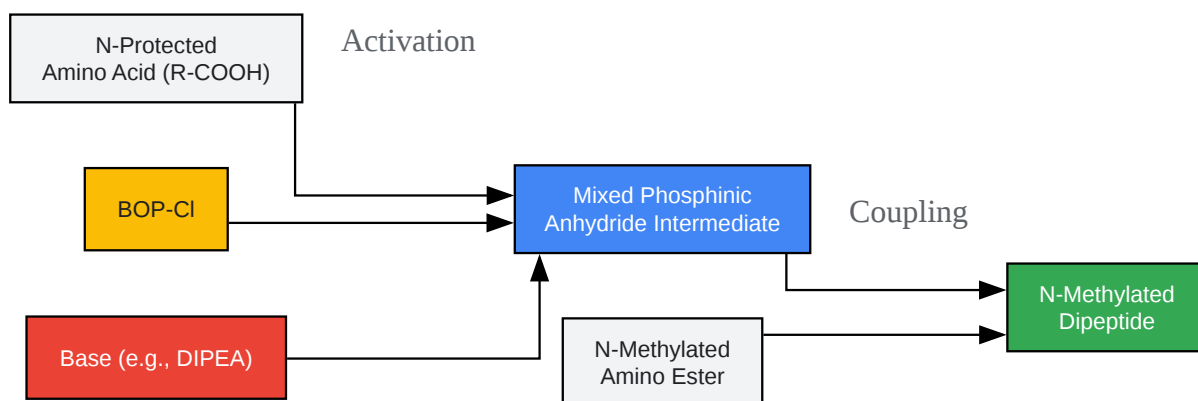 N-Protected
Amino Acid (R-COOH)
Activation
BOP-Cl
Mixed Phosphinic
Anhydride Intermediate
Coupling
N-Methylated
Dipeptide
Base (e.g., DIPEA)
N-Methylated
Amino Ester